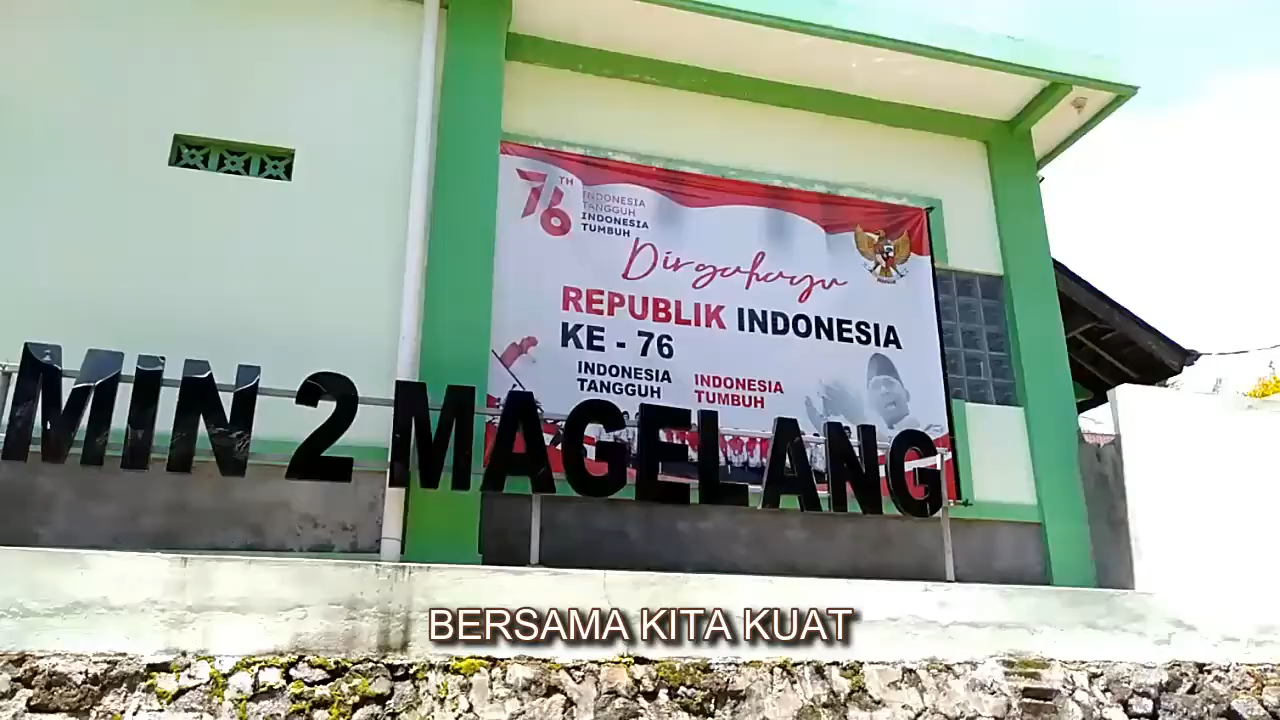 76 TH
INDONESIA
TANGGUH
INDONESIA
TUMBUH
Dirgahayu
REPUBLIK INDONESIA
KE - 76
INDONESIA
TANGGUH
INDONESIA
TUMBUH
MIN 2 MAGELANG
BERSAMA KITA KUAT